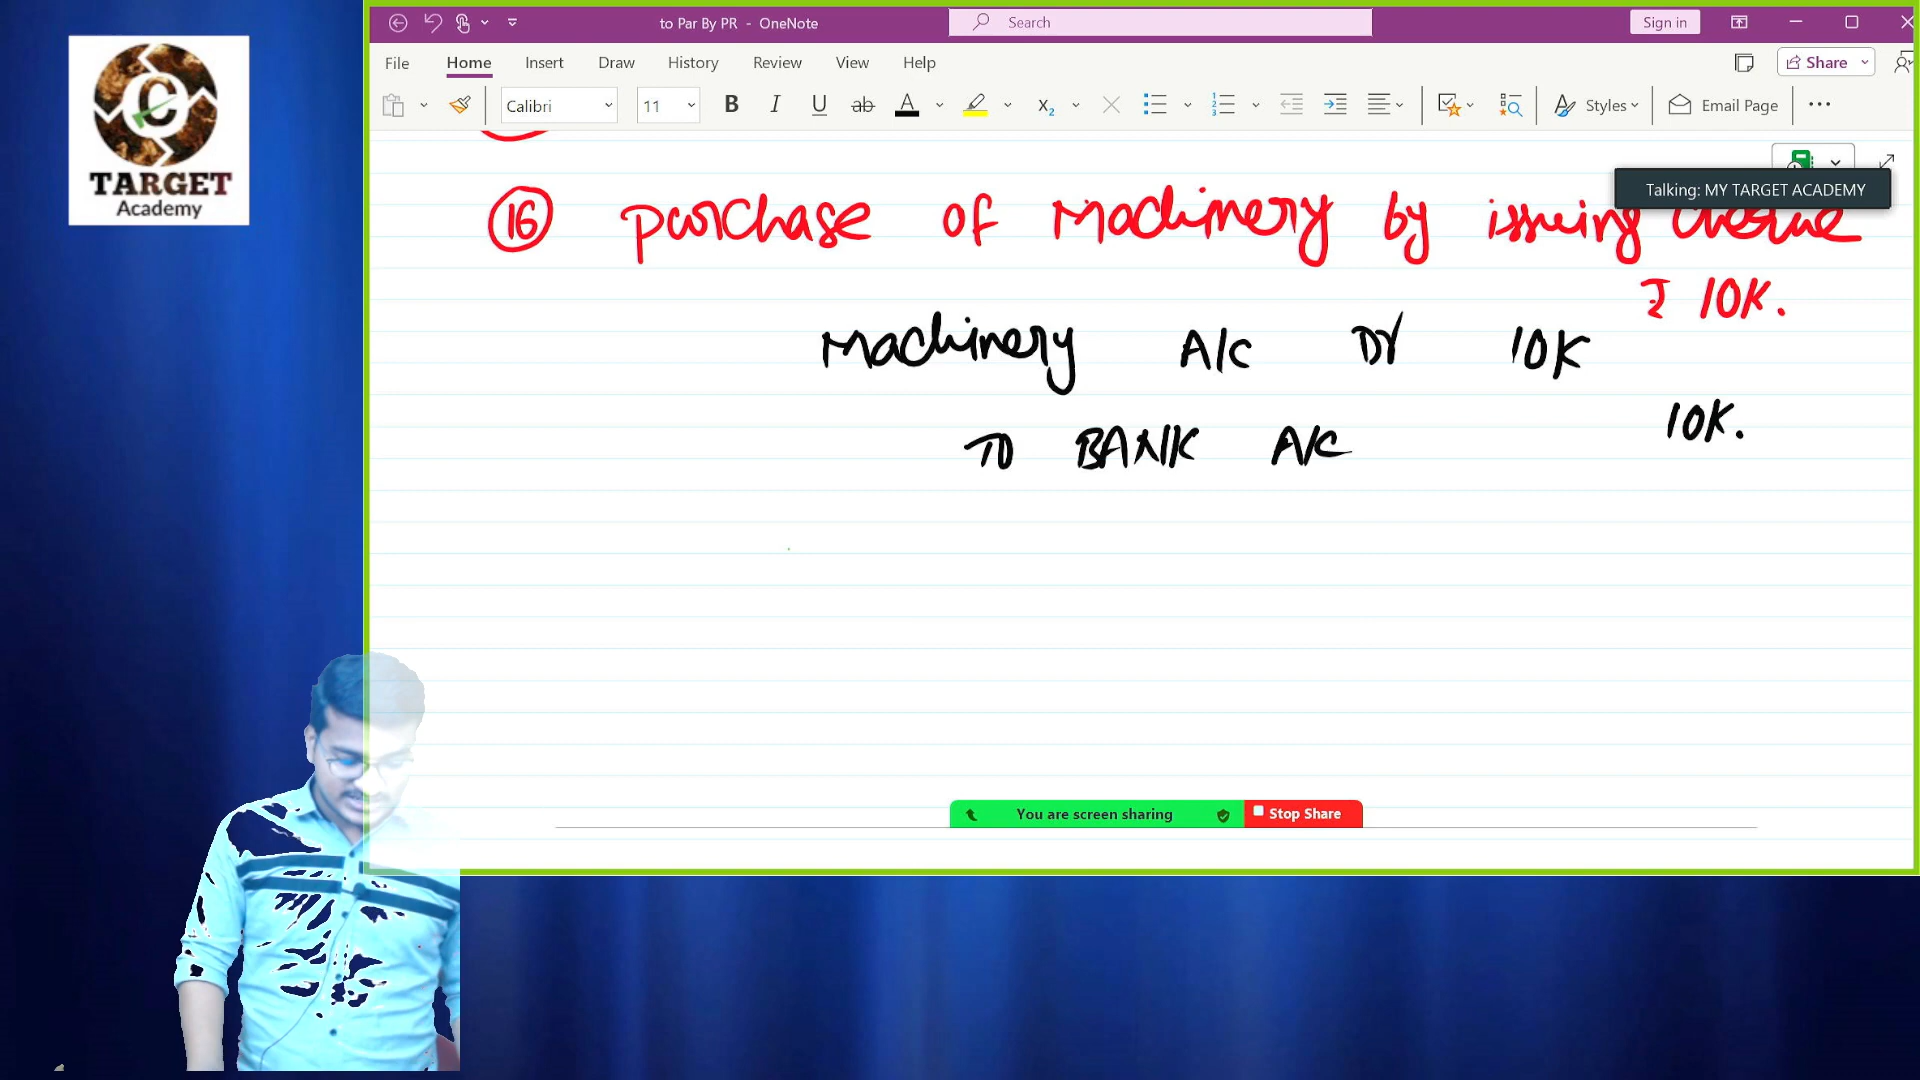 to Par By PR - OneNote
Search
Sign in
File Home Insert Draw History Review View Help
Share
Calibri 11 B I U ab A X₂ Styles Email Page
Talking: MY TARGET ACADEMY
TARGET
Academy
16 purchase of Machinery by issuing cheque
₹ 10K.
Machinery A/c Dr 10K
To BANK A/c 10K.
You are screen sharing Stop Share